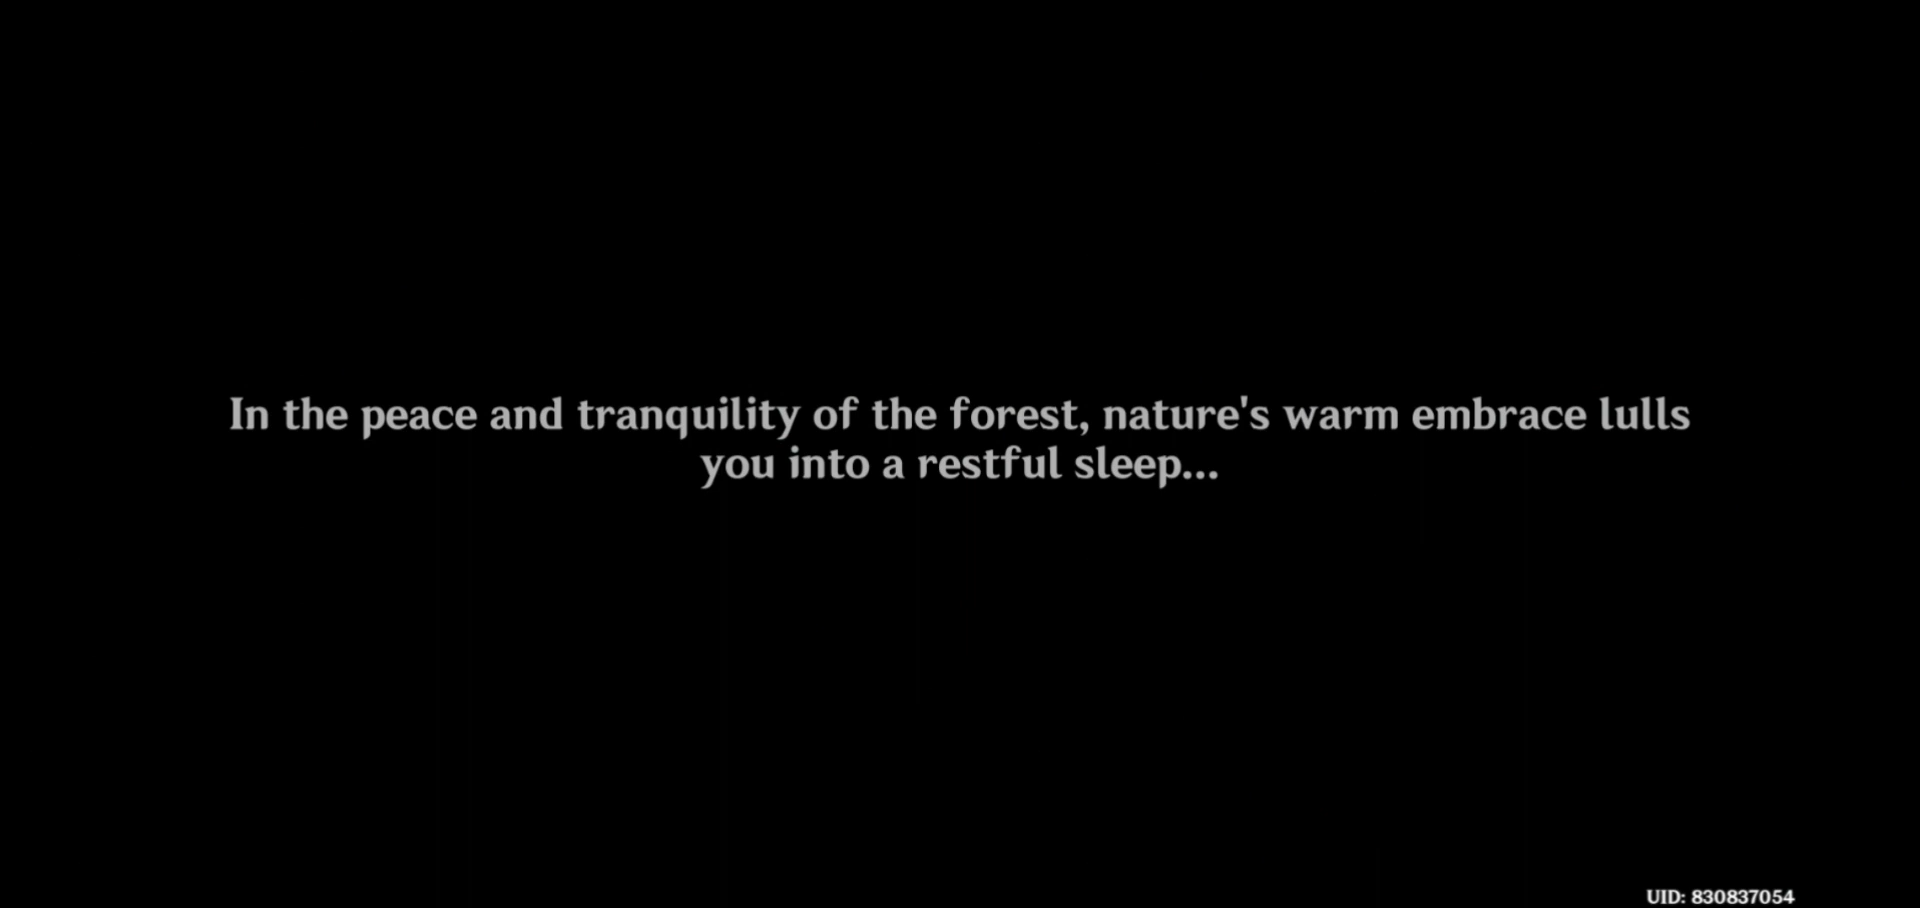 In the peace and tranquility of the forest, nature's warm embrace lulls
you into a restful sleep...
UID: 830837054